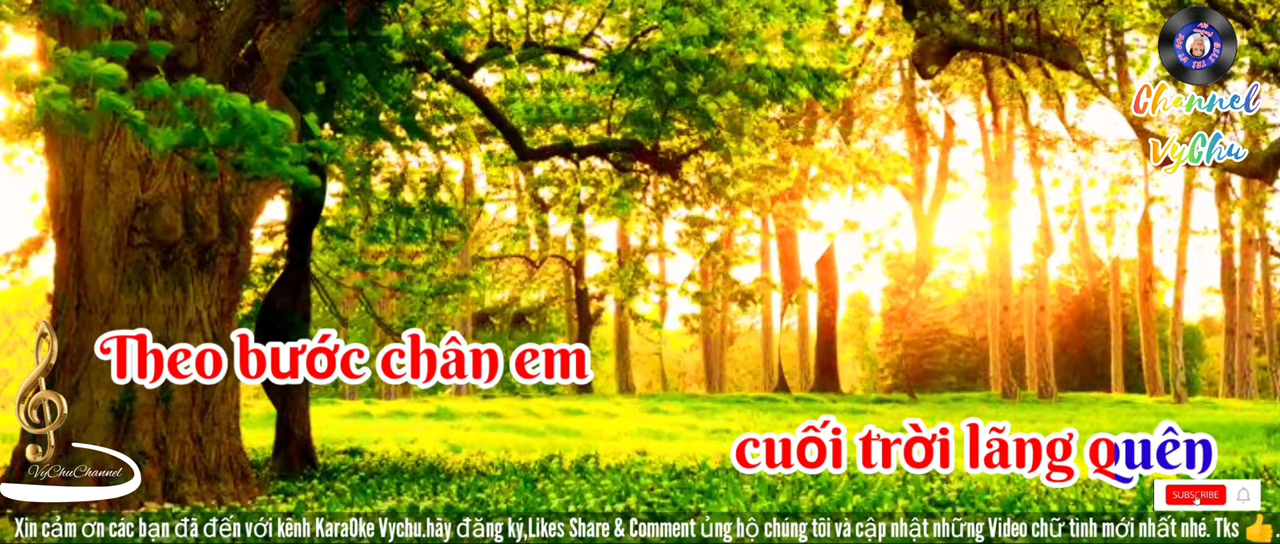 Channel
VyChu
Theo bước chân em
cuối trời lãng quên
VyChuChannel
SUBSCRIBE
Xin cảm ơn các bạn đã đến với kênh KaraOke Vychu.hãy đăng ký,Likes Share & Comment ủng hộ chúng tôi và cập nhật những Video chữ tình mới nhất nhé. Tks 👍.